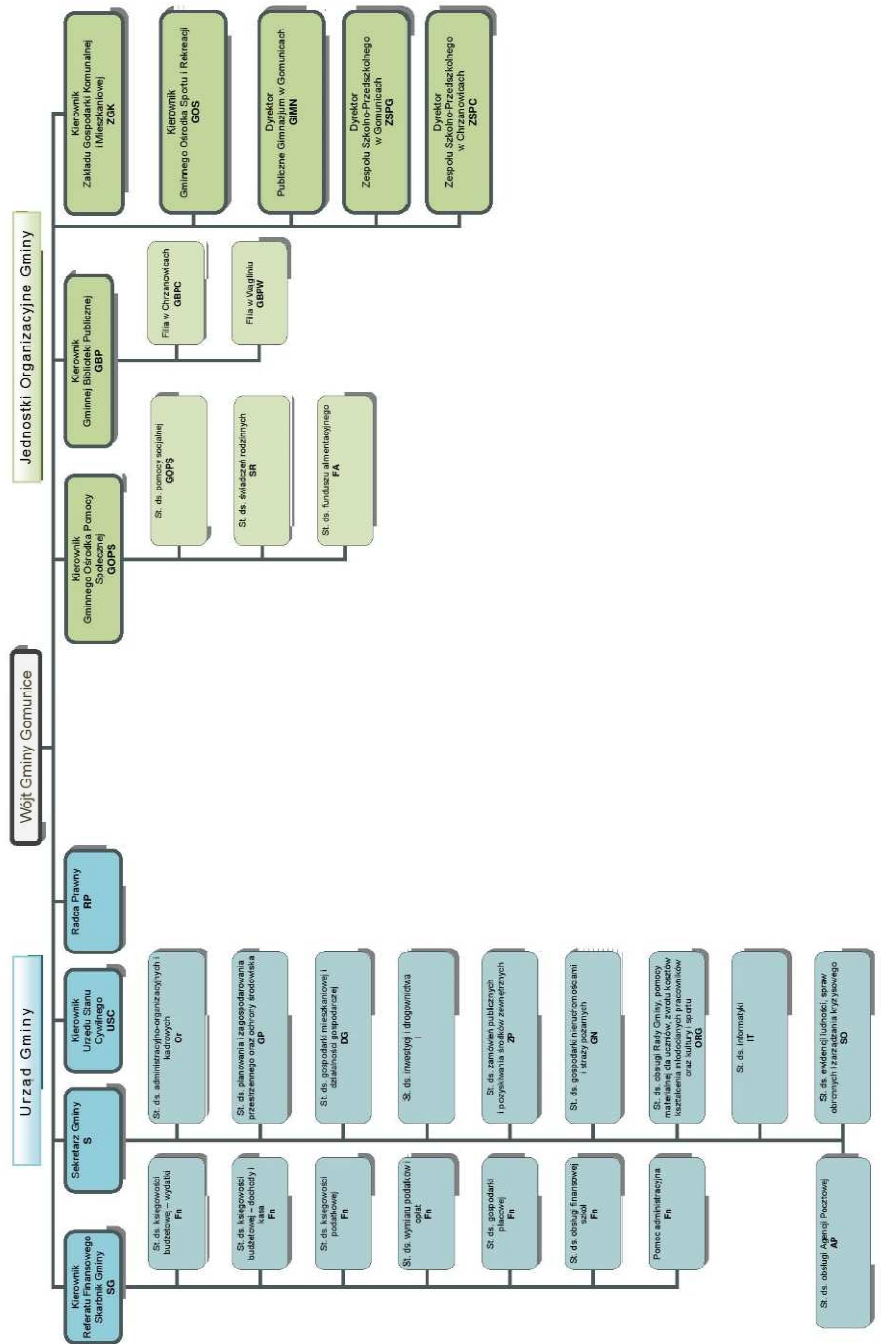 Wójt Gminy Gomunice
Urząd Gminy
Jednostki Organizacyjne Gminy
Kierownik
Referatu Finansowego
Skarbnik Gminy
SG
Sekretarz Gminy
S
Kierownik
Urzędu Stanu
Cywilnego
USC
Radca Prawny
RP
Kierownik
Gminnego Ośrodka Pomocy
Społecznej
GOPS
Kierownik
Gminnej Biblioteki Publicznej
GBP
Kierownik
Zakładu Gospodarki Komunalnej
i Mieszkaniowej
ZGK
St. ds. księgowości
budżetowej – wydatki
Fn
St. ds. księgowości
budżetowej – dochody i
kasa
Fn
St. ds. księgowości
podatkowej
Fn
St. ds. wymiaru podatków i
opłat
Fn
St. ds. gospodarki
płacowej
Fn
St. ds. obsługi finansowej
szkół
Fn
Pomoc administracyjna
Fn
St. ds. administracyjno-organizacyjnych i
kadrowych
Or
St. ds. planowania i zagospodarowania
przestrzennego oraz ochrony środowiska
GP
St. ds. gospodarki mieszkaniowej i
działalności gospodarczej
DG
St. ds. inwestycji i drogownictwa
I
St. ds. zamówień publicznych
i pozyskiwania środków zewnętrznych
ZP
St. ds. gospodarki nieruchomościami
i straży pożarnych
GN
St. ds. obsługi Rady Gminy, pomocy
materialnej dla uczniów, zwrotu kosztów
kształcenia młodocianych pracowników
oraz kultury i sportu
ORG
St. ds. informatyki
IT
St. ds. ewidencji ludności, spraw
obronnych i zarządzania kryzysowego
SO
St. ds. obsługi Agencji Pocztowej
AP
St. ds. pomocy socjalnej
GOPS
St. ds. świadczeń rodzinnych
SR
St. ds. funduszu alimentacyjnego
FA
Filia w Chrzanowicach
GBPC
Filia w Wągliniu
GBPW
Kierownik
Gminnego Ośrodka Sportu i Rekreacji
GOS
Dyrektor
Publiczne Gimnazjum w Gomunicach
GIMN
Dyrektor
Zespołu Szkolno-Przedszkolnego
w Gomunicach
ZSPG
Dyrektor
Zespołu Szkolno-Przedszkolnego
w Chrzanowicach
ZSPC